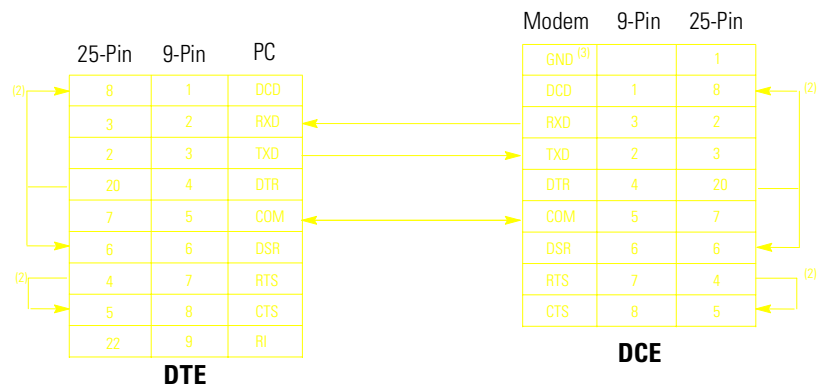 Modem 9-Pin 25-Pin
25-Pin 9-Pin PC
GND (3) 1
(2) 8 1 DCD
DCD 1 8 (2)
3 2 RXD
RXD 3 2
2 3 TXD
TXD 2 3
20 4 DTR
DTR 4 20
7 5 COM
COM 5 7
6 6 DSR
DSR 6 6
(2) 4 7 RTS
RTS 7 4 (2)
5 8 CTS
CTS 8 5
22 9 RI
DTE
DCE